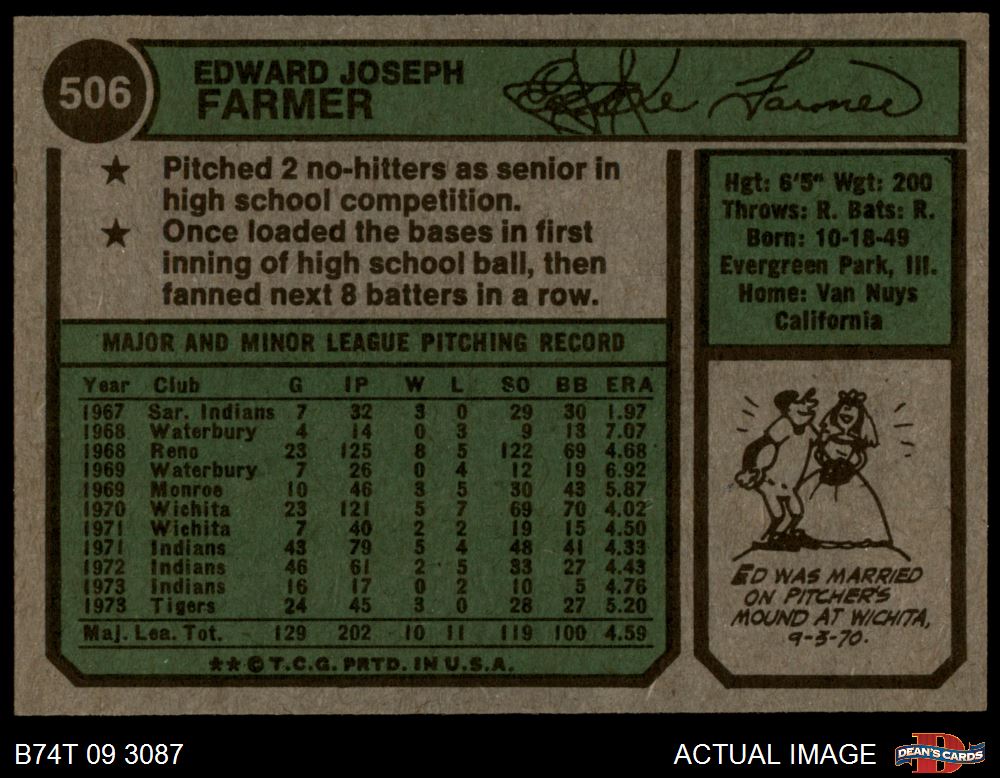 506
EDWARD JOSEPH
FARMER
Farmer
★ Pitched 2 no-hitters as senior in
high school competition.
★ Once loaded the bases in first
inning of high school ball, then
fanned next 8 batters in a row.
Hgt: 6'5" Wgt: 200
Throws: R. Bats: R.
Born: 10-18-49
Evergreen Park, Ill.
Home: Van Nuys
California
MAJOR AND MINOR LEAGUE PITCHING RECORD
Year Club G IP W L SO BB ERA
1967 Sar. Indians 7 32 3 0 29 30 1.97
1968 Waterbury 4 14 0 3 9 13 7.07
1968 Reno 23 125 8 5 122 69 4.68
1969 Waterbury 7 26 0 4 12 19 6.92
1969 Monroe 10 46 3 5 30 43 5.87
1970 Wichita 23 121 5 7 69 70 4.02
1971 Wichita 7 40 2 2 19 15 4.50
1971 Indians 43 79 5 4 48 41 4.33
1972 Indians 46 61 2 5 33 27 4.43
1973 Indians 16 17 0 2 10 5 4.76
1973 Tigers 24 45 3 0 28 27 5.20
Maj. Lea. Tot. 129 202 10 11 119 100 4.59
★★©T.C.G. PRTD. IN U.S.A.
ED WAS MARRIED
ON PITCHER'S
MOUND AT WICHITA,
9-3-70.
B74T 09 3087
ACTUAL IMAGE
DEAN'S CARDS